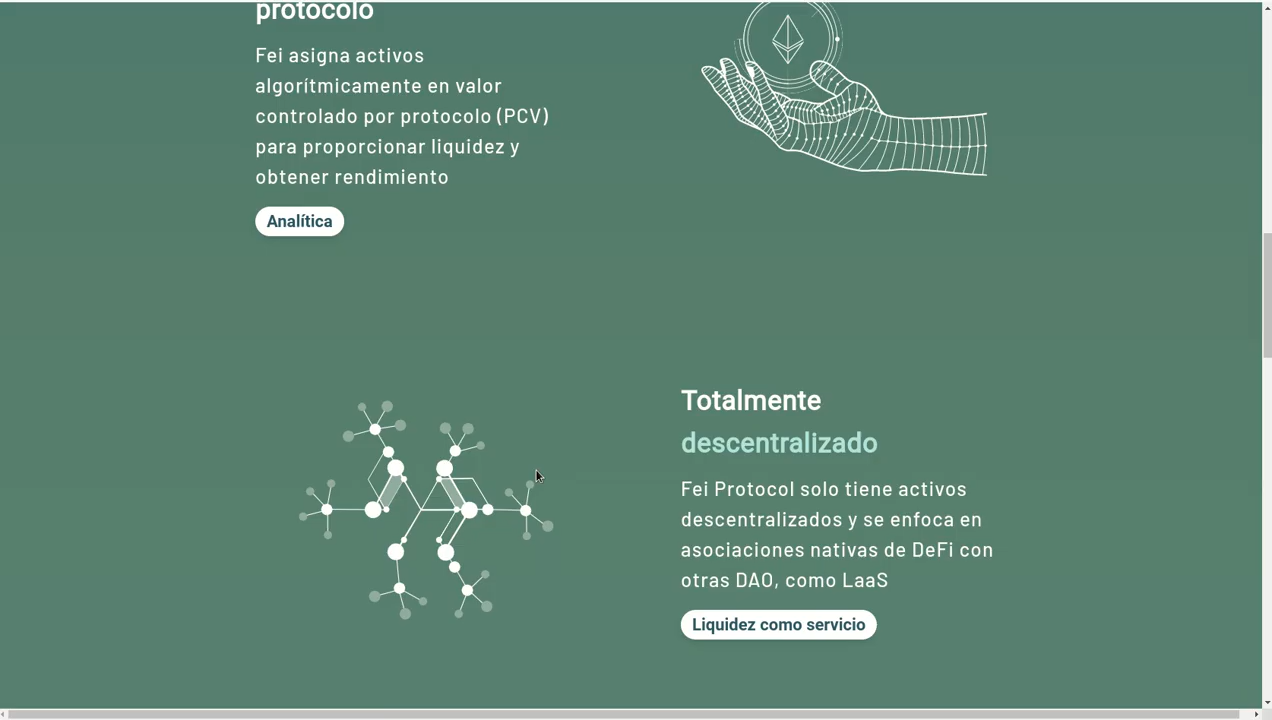 protocolo
Fei asigna activos
algorítmicamente en valor
controlado por protocolo (PCV)
para proporcionar liquidez y
obtener rendimiento
Analítica
Totalmente
descentralizado
Fei Protocol solo tiene activos
descentralizados y se enfoca en
asociaciones nativas de DeFi con
otras DAO, como LaaS
Liquidez como servicio